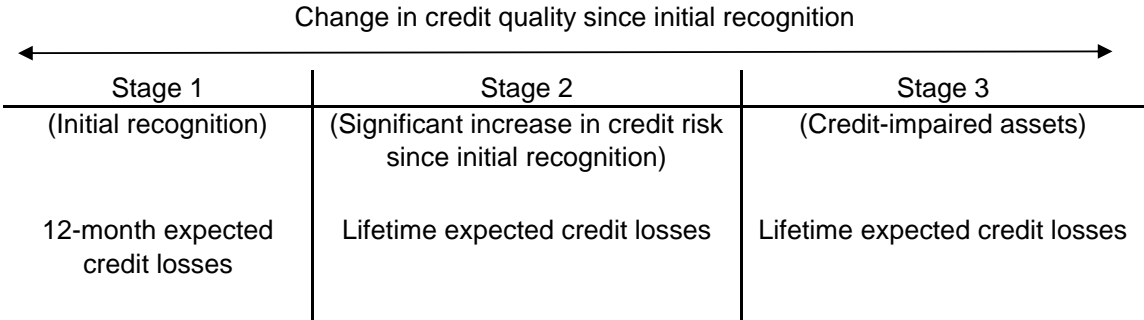 Change in credit quality since initial recognition
Stage 1
Stage 2
Stage 3
(Initial recognition)
(Significant increase in credit risk
since initial recognition)
(Credit-impaired assets)
12-month expected
credit losses
Lifetime expected credit losses
Lifetime expected credit losses